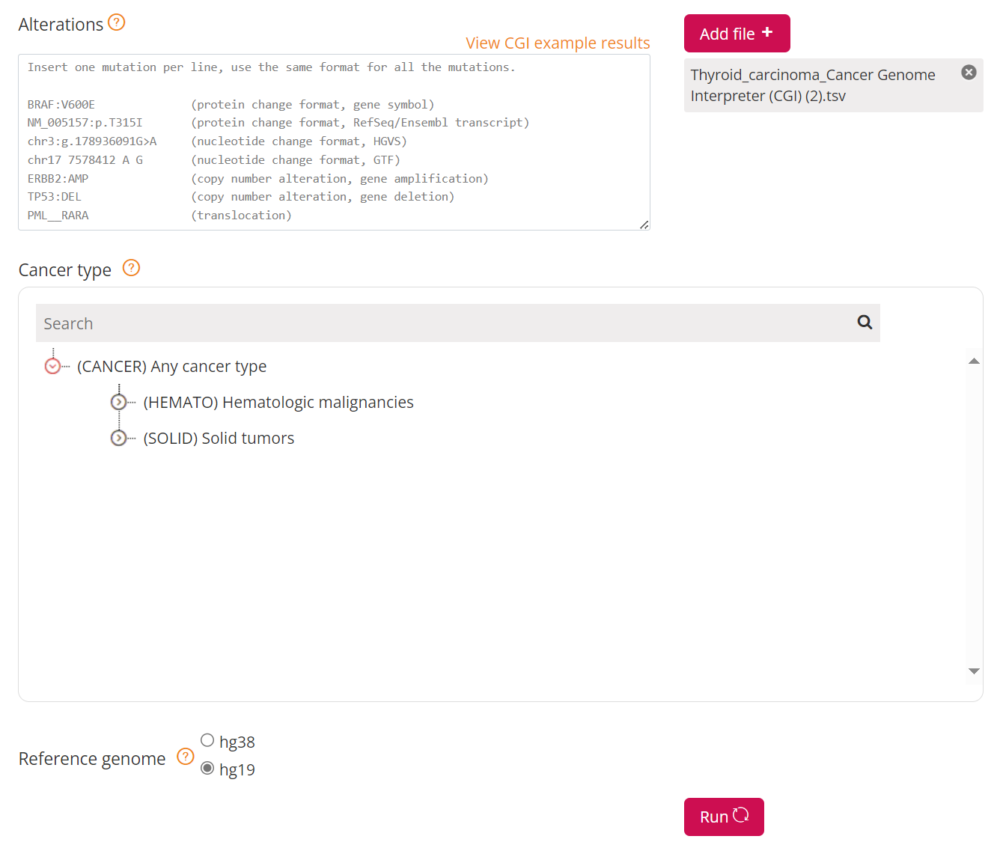 Alterations ?
View CGI example results
Insert one mutation per line, use the same format for all the mutations.
BRAF:V600E (protein change format, gene symbol)
NM_005157:p.T315I (protein change format, RefSeq/Ensembl transcript)
chr3:g.178936091G>A (nucleotide change format, HGVS)
chr17 7578412 A G (nucleotide change format, GTF)
ERBB2:AMP (copy number alteration, gene amplification)
TP53:DEL (copy number alteration, gene deletion)
PML__RARA (translocation)
Add file +
Thyroid_carcinoma_Cancer Genome
Interpreter (CGI) (2).tsv
Cancer type ?
Search
(CANCER) Any cancer type
(HEMATO) Hematologic malignancies
(SOLID) Solid tumors
Reference genome ?
hg38
hg19
Run